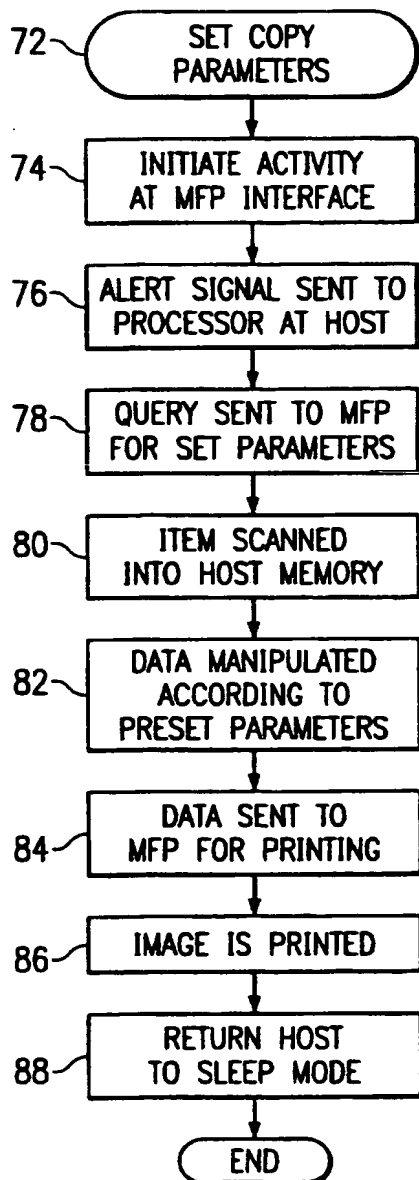 72
SET COPY
PARAMETERS
74
INITIATE ACTIVITY
AT MFP INTERFACE
76
ALERT SIGNAL SENT TO
PROCESSOR AT HOST
78
QUERY SENT TO MFP
FOR SET PARAMETERS
80
ITEM SCANNED
INTO HOST MEMORY
82
DATA MANIPULATED
ACCORDING TO
PRESET PARAMETERS
84
DATA SENT TO
MFP FOR PRINTING
86
IMAGE IS PRINTED
88
RETURN HOST
TO SLEEP MODE
END